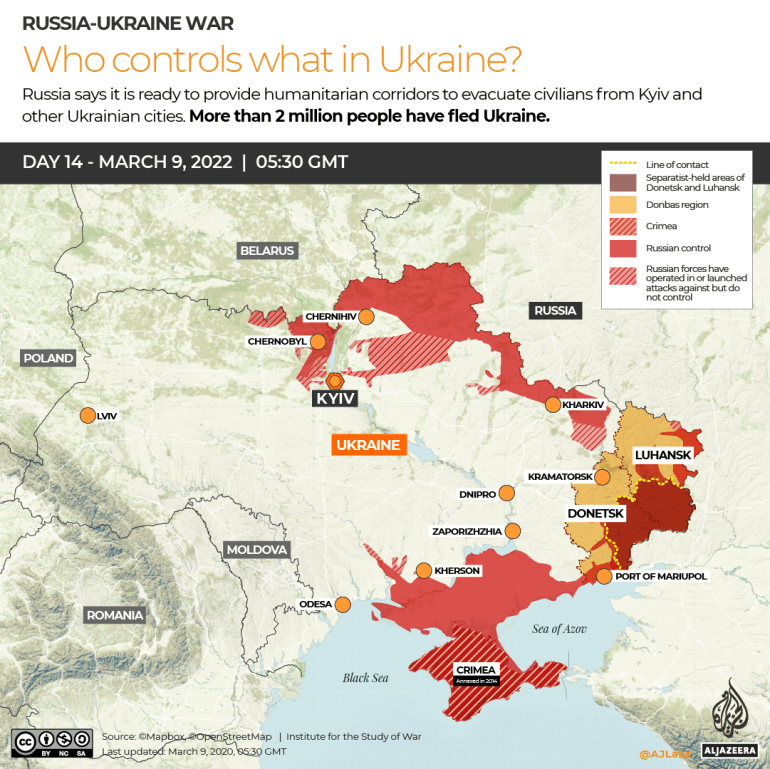 RUSSIA-UKRAINE WAR
Who controls what in Ukraine?
Russia says it is ready to provide humanitarian corridors to evacuate civilians from Kyiv and
other Ukrainian cities. More than 2 million people have fled Ukraine.
DAY 14 - MARCH 9, 2022 | 05:30 GMT
Line of contact
Separatist-held areas of
Donetsk and Luhansk
Donbas region
Crimea
Russian control
Russian forces have
operated in or launched
attacks against but do
not control
BELARUS
RUSSIA
CHERNIHIV
CHERNOBYL
POLAND
KYIV
KHARKIV
LVIV
UKRAINE
LUHANSK
KRAMATORSK
DNIPRO
DONETSK
ZAPORIZHZHIA
MOLDOVA
KHERSON
PORT OF MARIUPOL
ODESA
ROMANIA
Sea of Azov
CRIMEA
Annexed in 2014
Black Sea
Source: ©Mapbox, ©OpenStreetMap | Institute for the Study of War
Last updated: March 9, 2020, 05:30 GMT
cc
BY NC SA
@AJLabs
ALJAZEERA